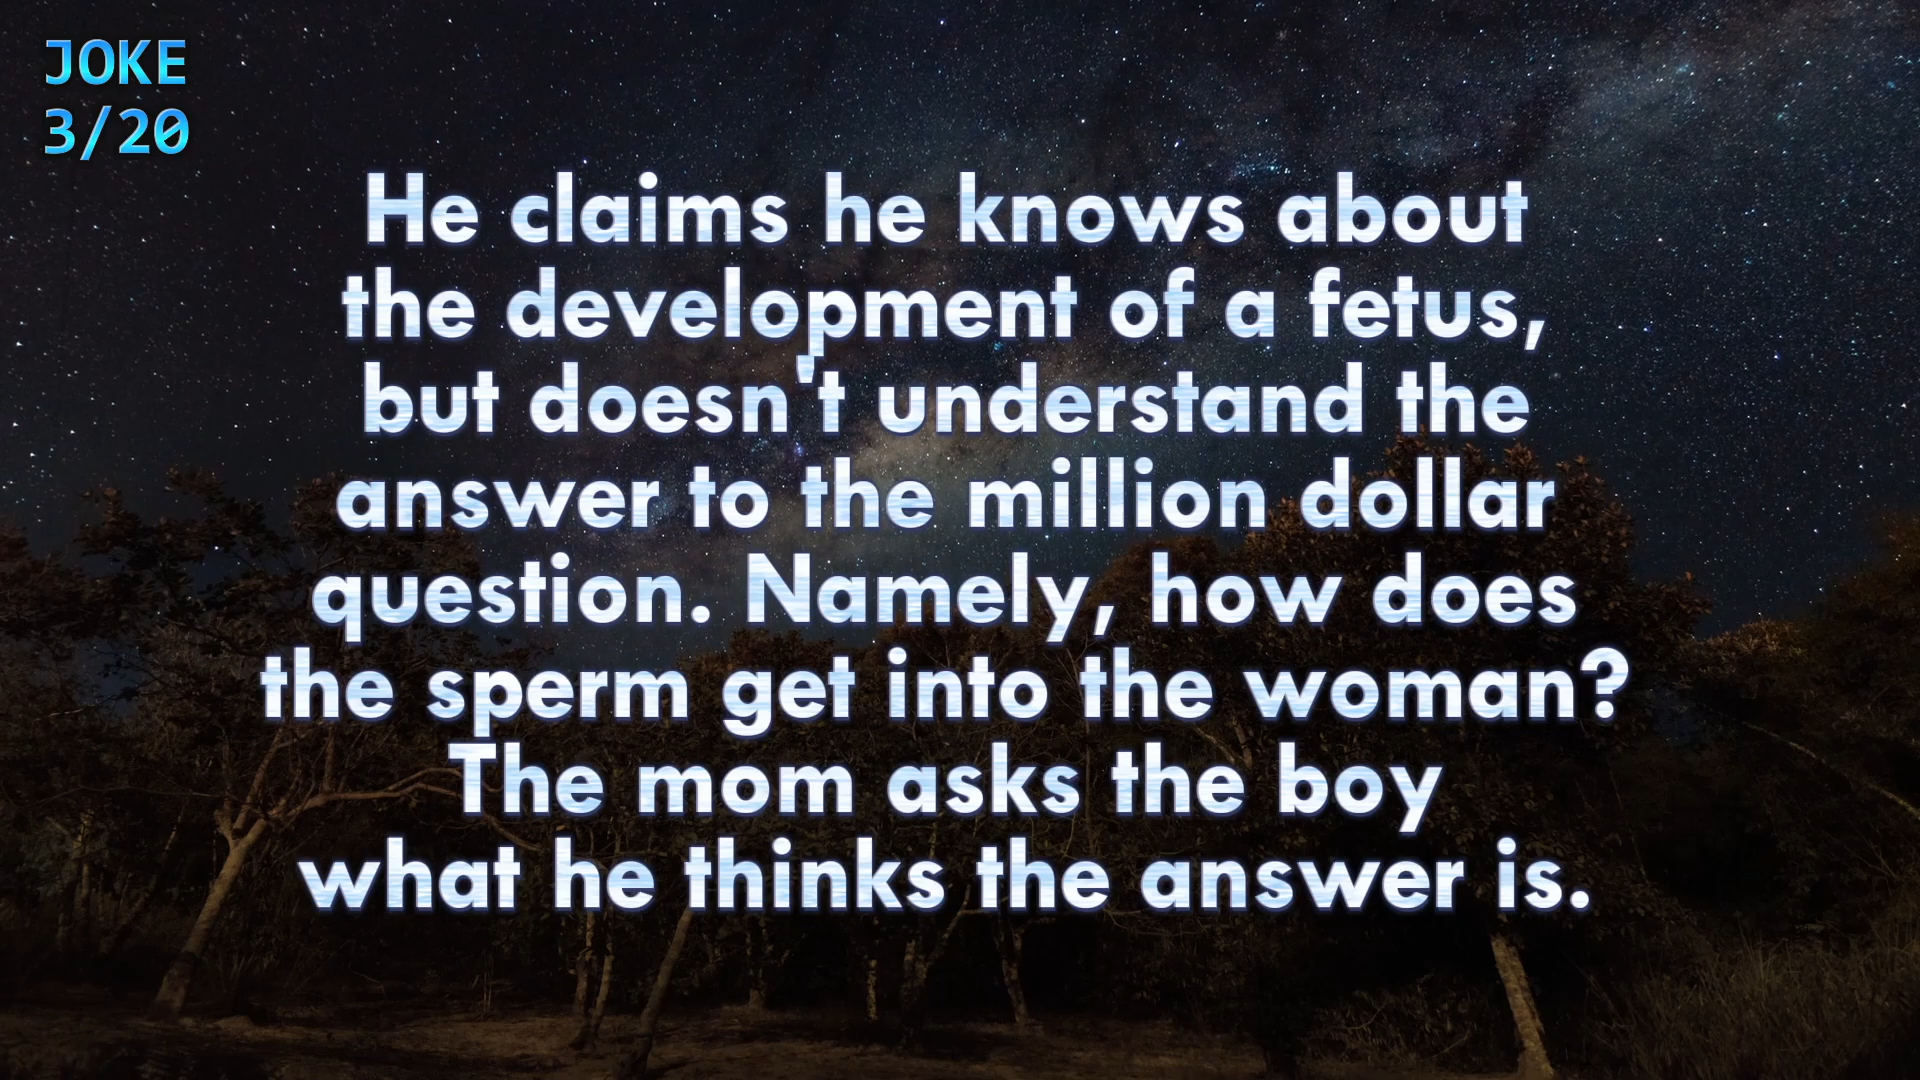 JOKE
3/20
He claims he knows about
the development of a fetus,
but doesn't understand the
answer to the million dollar
question. Namely, how does
the sperm get into the woman?
The mom asks the boy
what he thinks the answer is.